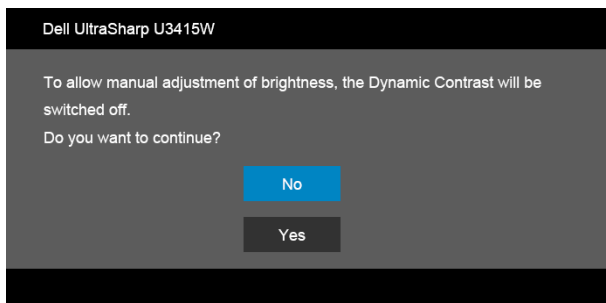 Dell UltraSharp U3415W
To allow manual adjustment of brightness, the Dynamic Contrast will be
switched off.
Do you want to continue?
No
Yes